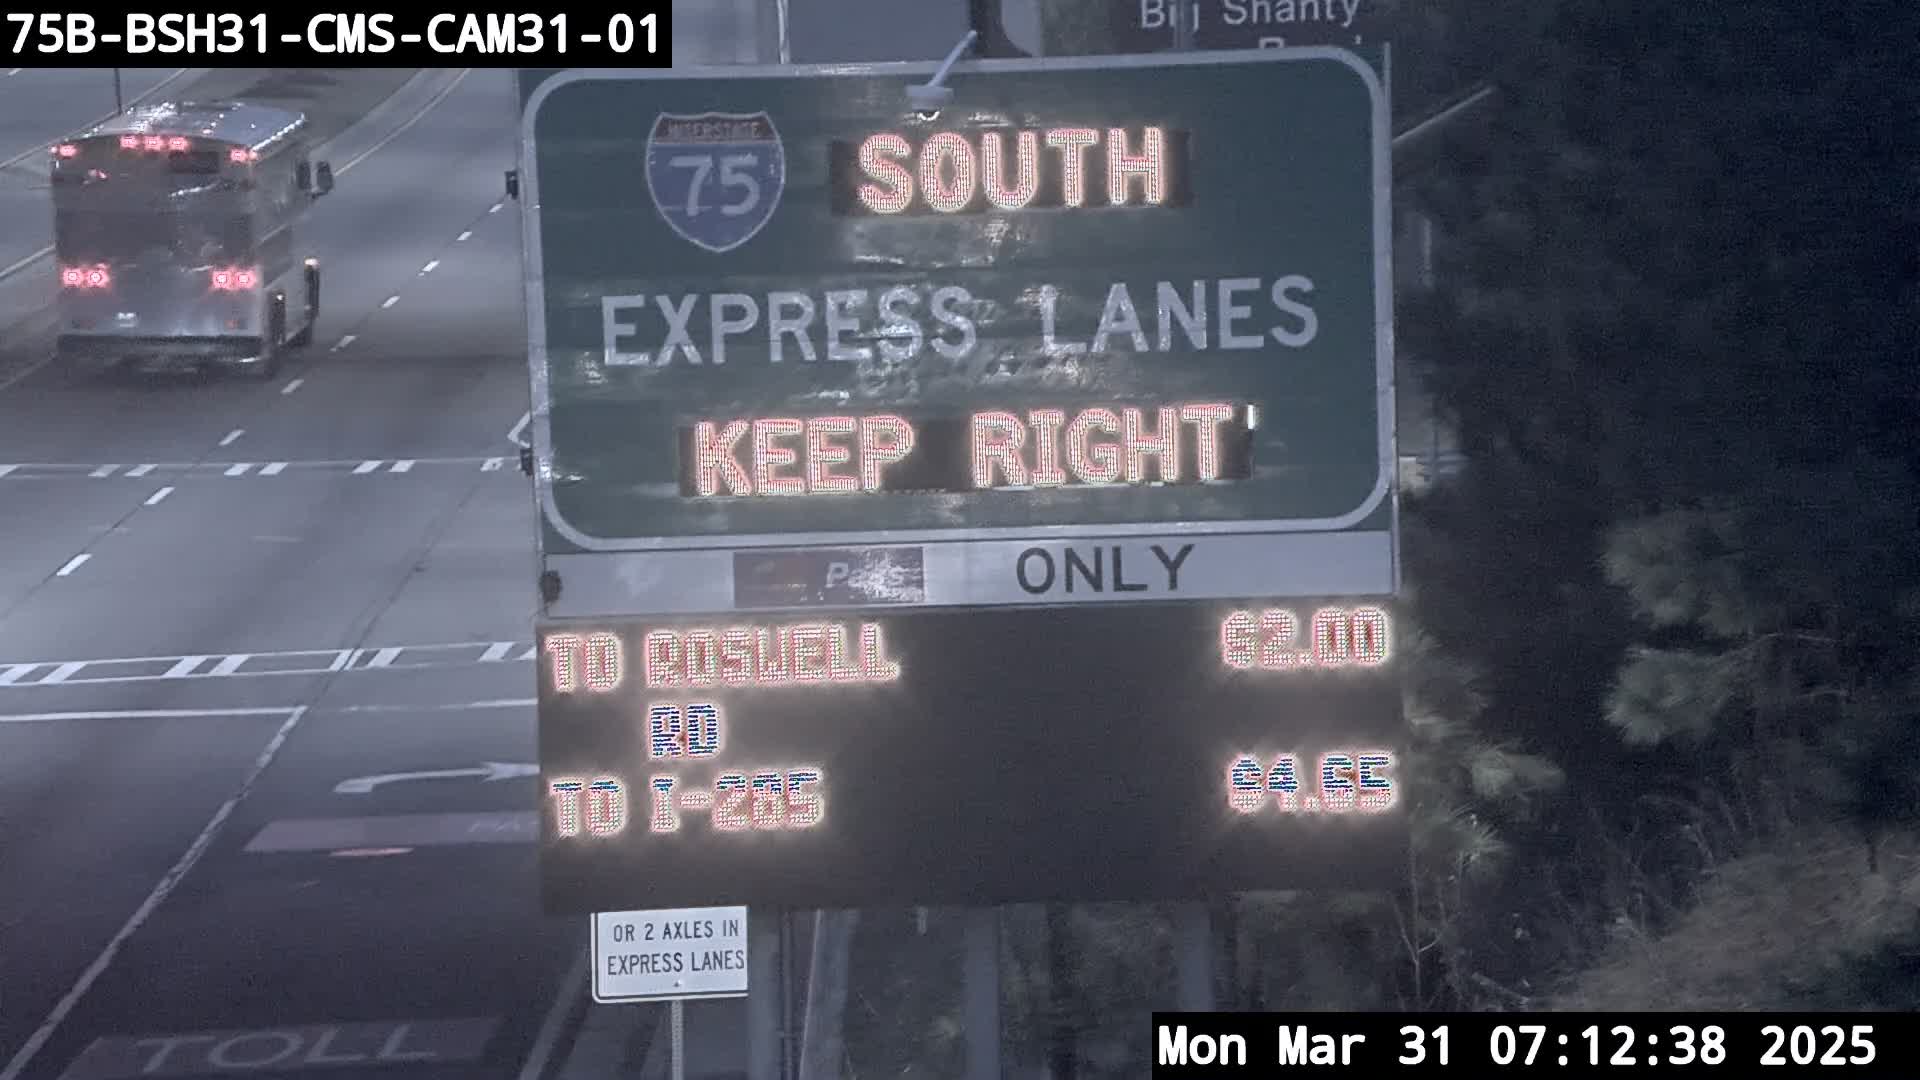 75B-BSH31-CMS-CAM31-01
Big Shanty
INTERSTATE
75
SOUTH
EXPRESS LANES
KEEP RIGHT
Pass
ONLY
TO ROSWELL $2.00
RD
TO I-285 $4.65
OR 2 AXLES IN
EXPRESS LANES
TOLL
Mon Mar 31 07:12:38 2025